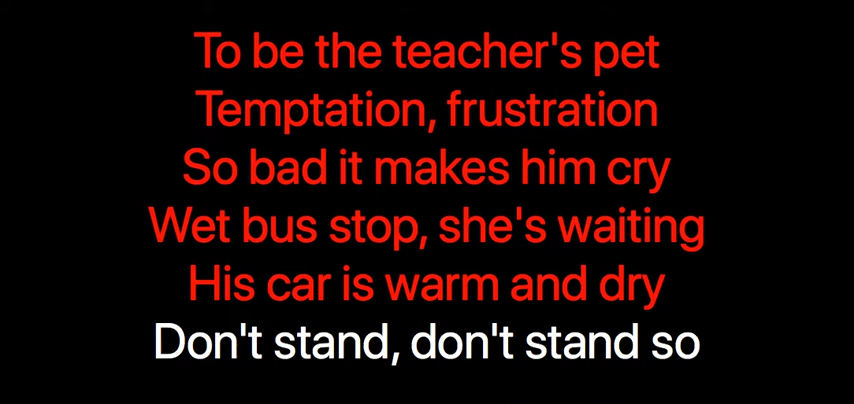 To be the teacher's pet
Temptation, frustration
So bad it makes him cry
Wet bus stop, she's waiting
His car is warm and dry
Don't stand, don't stand so